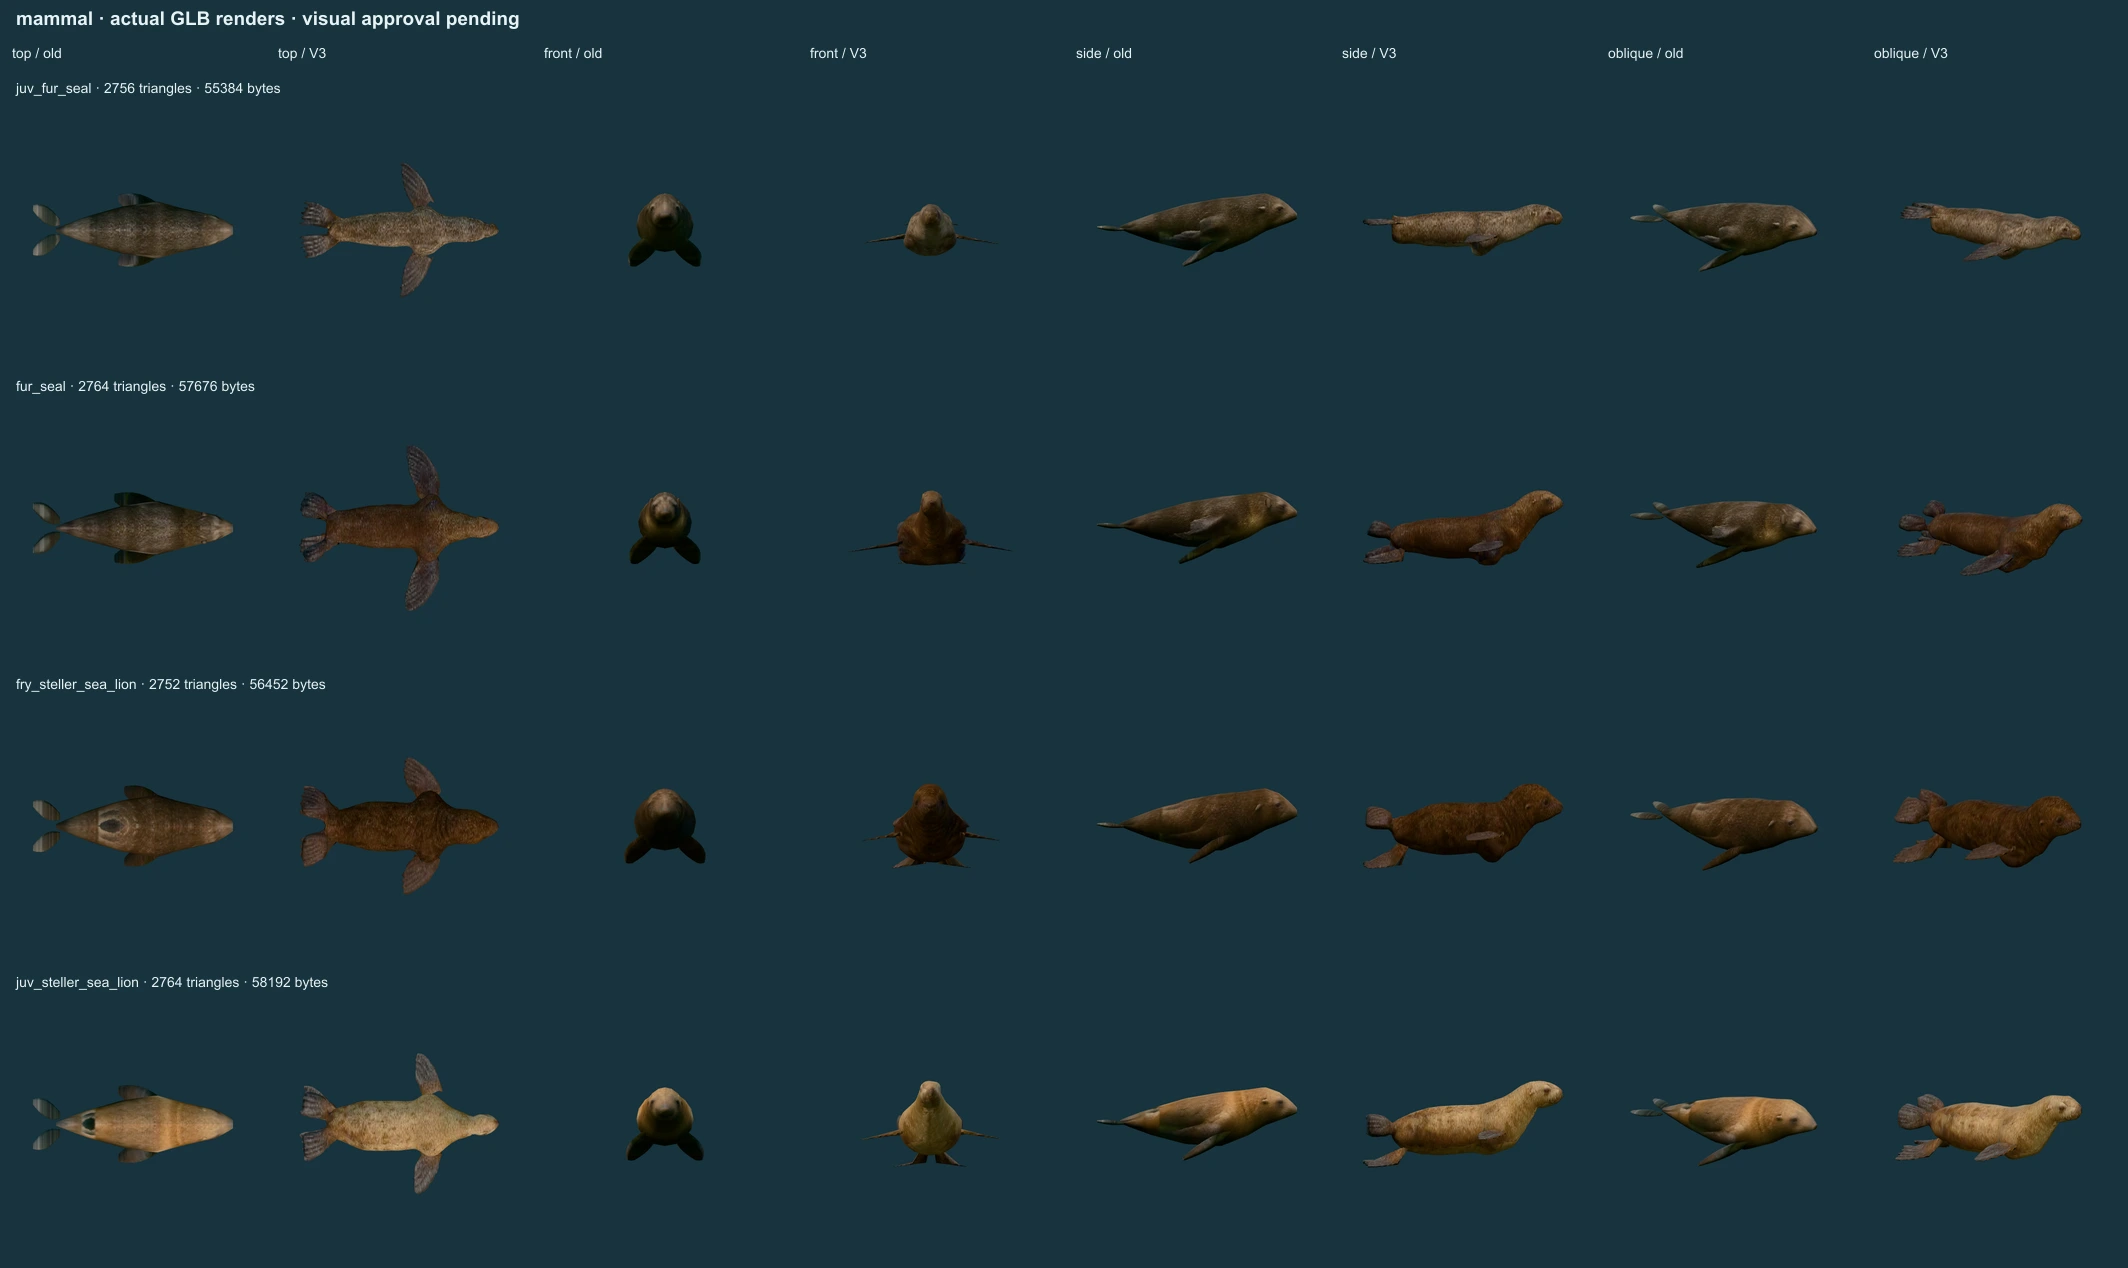 mammal · actual GLB renders · visual approval pending
top / old top / V3 front / old front / V3 side / old side / V3 oblique / old oblique / V3
juv_fur_seal · 2756 triangles · 55384 bytes
fur_seal · 2764 triangles · 57676 bytes
fry_steller_sea_lion · 2752 triangles · 56452 bytes
juv_steller_sea_lion · 2764 triangles · 58192 bytes